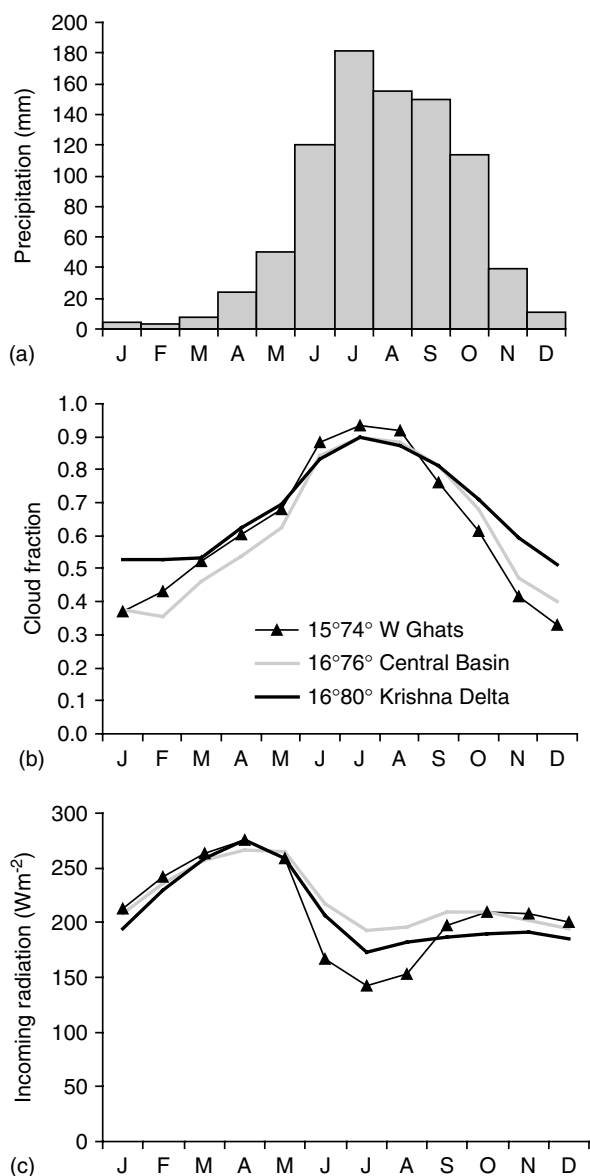 Precipitation (mm)
200
180
160
140
120
100
80
60
40
20
0
(a)
J F M A M J J A S O N D
Cloud fraction
1.0
0.9
0.8
0.7
0.6
0.5
0.4
0.3
0.2
0.1
0.0
15°74° W Ghats
16°76° Central Basin
16°80° Krishna Delta
(b)
J F M A M J J A S O N D
Incoming radiation (Wm⁻²)
300
250
200
150
100
50
0
(c)
J F M A M J J A S O N D